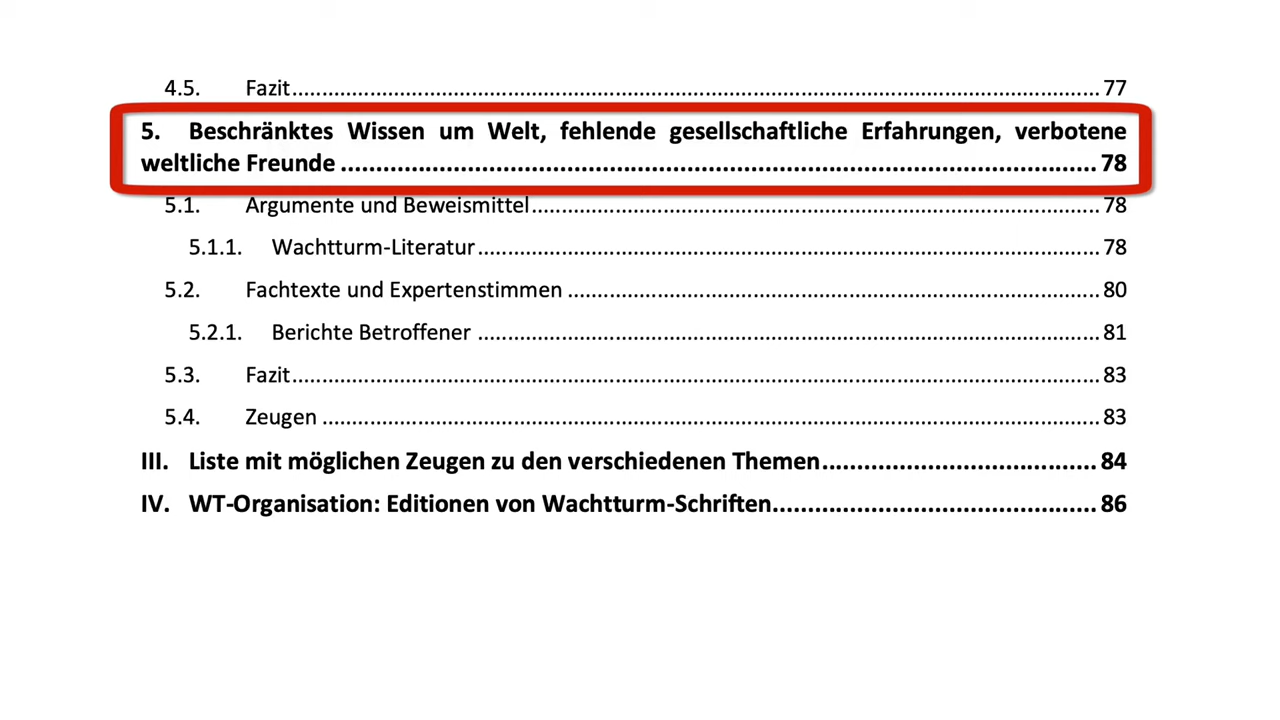 4.5. Fazit........................................................................................................................77
5. Beschränktes Wissen um Welt, fehlende gesellschaftliche Erfahrungen, verbotene
weltliche Freunde ........................................................................................................ 78
5.1. Argumente und Beweismittel........................................................................................78
5.1.1. Wachtturm-Literatur................................................................................................78
5.2. Fachtexte und Expertenstimmen ..................................................................................80
5.2.1. Berichte Betroffener ................................................................................................81
5.3. Fazit........................................................................................................................83
5.4. Zeugen ....................................................................................................................83
III. Liste mit möglichen Zeugen zu den verschiedenen Themen...................................... 84
IV. WT-Organisation: Editionen von Wachtturm-Schriften............................................. 86